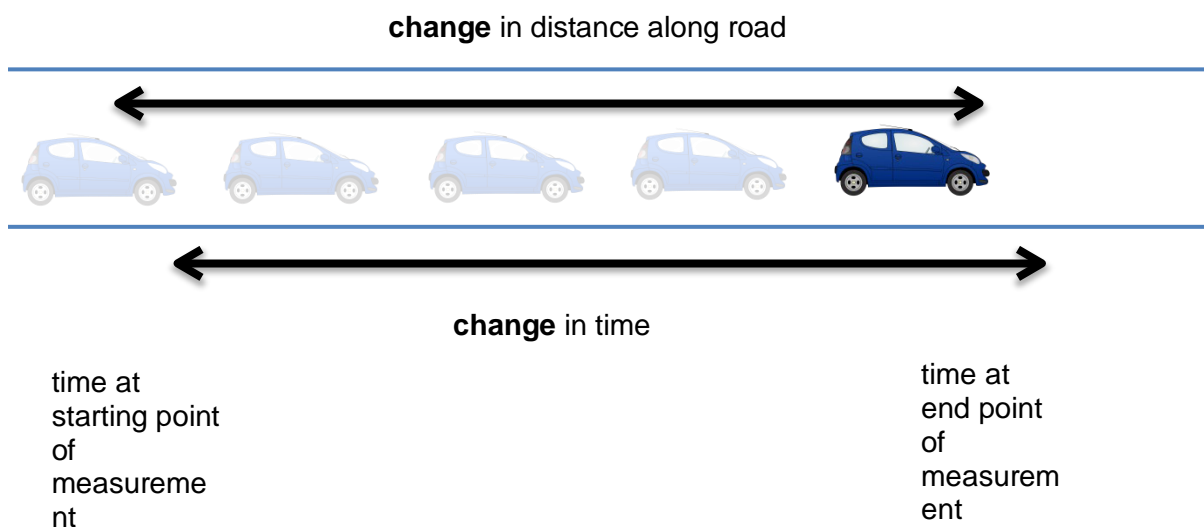 change in distance along road
change in time
time at
starting point
of
measureme
nt
time at
end point
of
measurem
ent